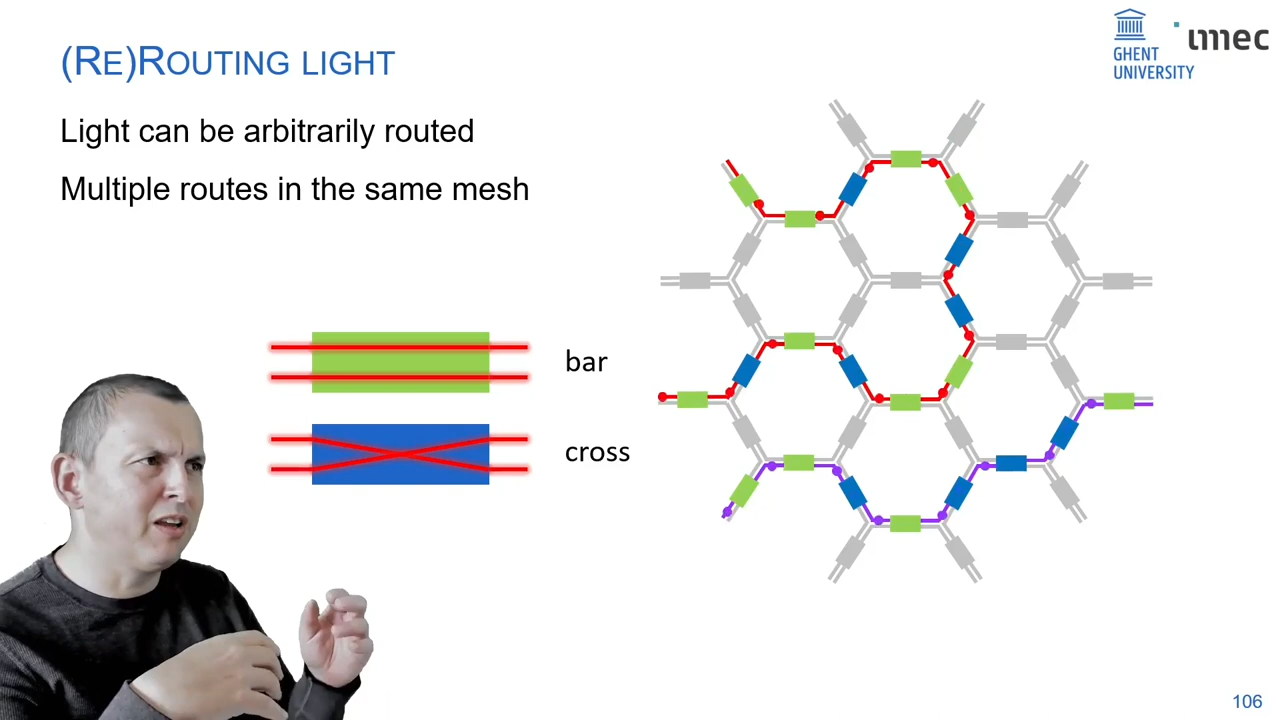 (RE)ROUTING LIGHT
Light can be arbitrarily routed
Multiple routes in the same mesh
bar
cross
GHENT
UNIVERSITY
imec
106